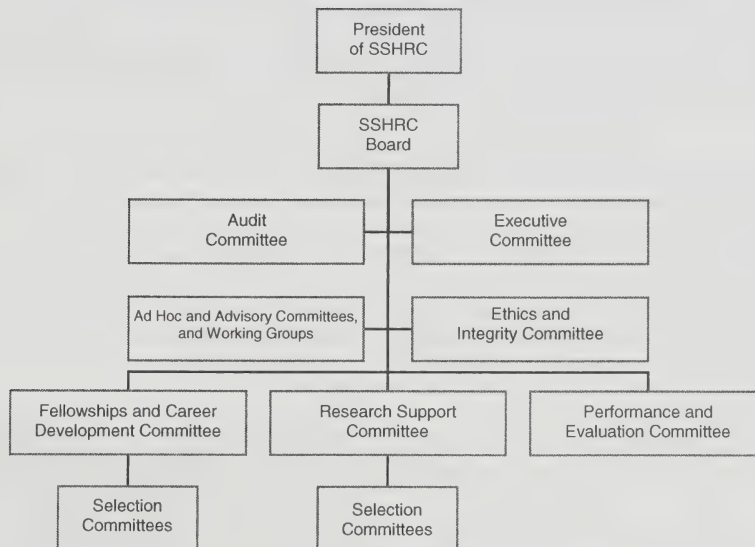 President
of SSHRC
SSHRC
Board
Audit
Committee
Executive
Committee
Ad Hoc and Advisory Committees,
and Working Groups
Ethics and
Integrity Committee
Fellowships and Career
Development Committee
Research Support
Committee
Performance and
Evaluation Committee
Selection
Committees
Selection
Committees